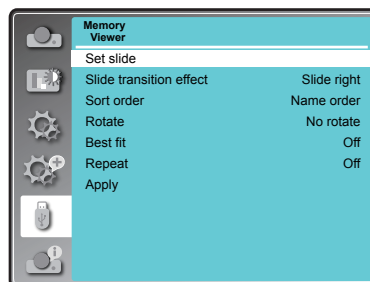 Memory
Viewer
Set slide
Slide transition effect Slide right
Sort order Name order
Rotate No rotate
Best fit Off
Repeat Off
Apply